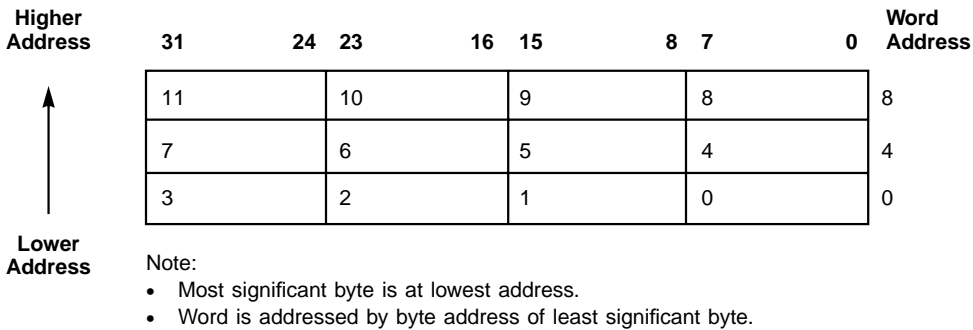 Higher Address
31 24 23 16 15 8 7 0
Word Address
11 10 9 8 8
7 6 5 4 4
3 2 1 0 0
Lower Address
Note:
• Most significant byte is at lowest address.
• Word is addressed by byte address of least significant byte.